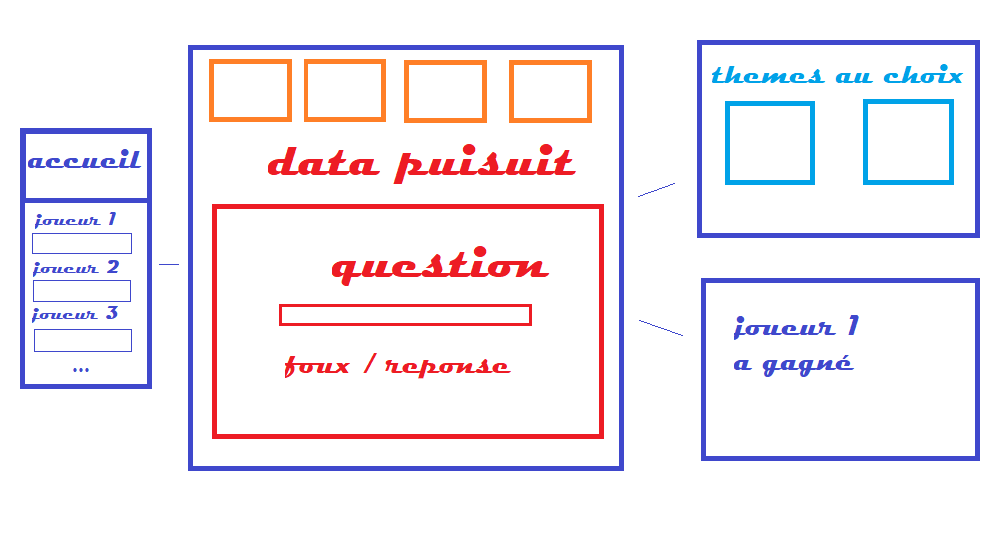 accueil
joueur 1
joueur 2
joueur 3
...
data puisuit
question
foux / reponse
themes au choix
joueur 1
a gagné